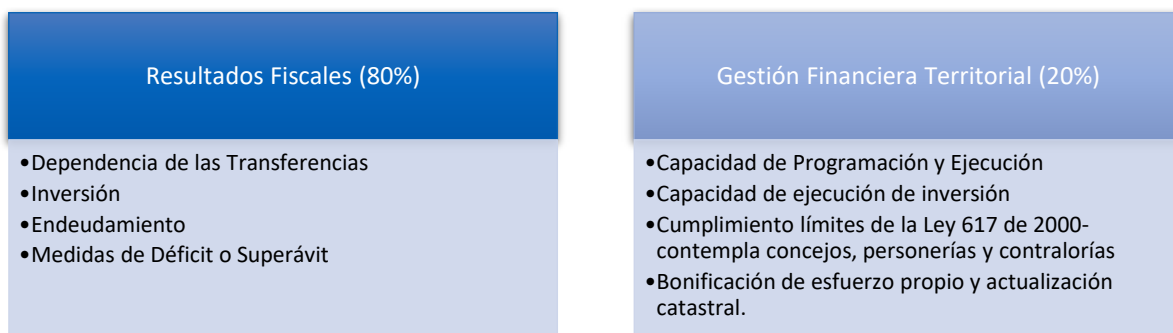 Resultados Fiscales (80%)
•Dependencia de las Transferencias
•Inversión
•Endeudamiento
•Medidas de Déficit o Superávit
Gestión Financiera Territorial (20%)
•Capacidad de Programación y Ejecución
•Capacidad de ejecución de inversión
•Cumplimiento límites de la Ley 617 de 2000-
contempla concejos, personerías y contralorías
•Bonificación de esfuerzo propio y actualización
catastral.